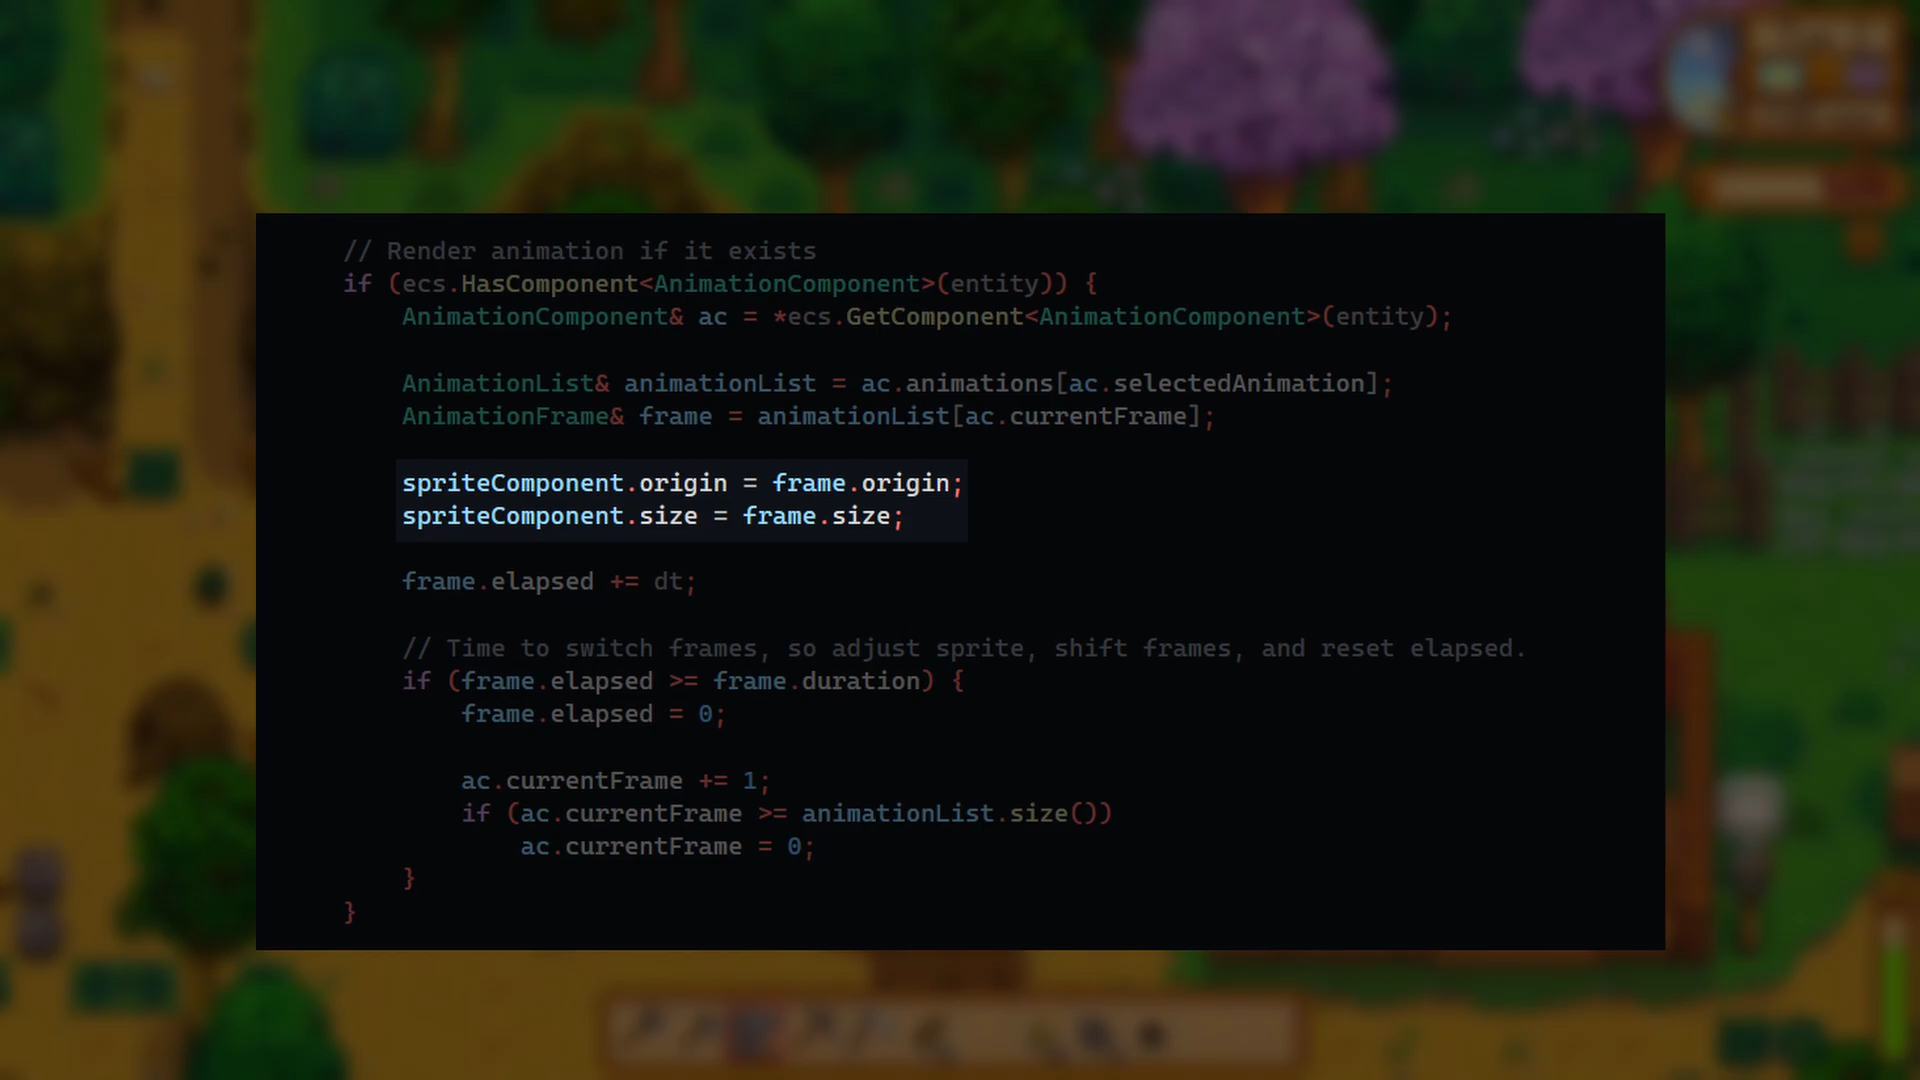 // Render animation if it exists
if (ecs.HasComponent<AnimationComponent>(entity)) {
AnimationComponent& ac = *ecs.GetComponent<AnimationComponent>(entity);
AnimationList& animationList = ac.animations[ac.selectedAnimation];
AnimationFrame& frame = animationList[ac.currentFrame];
spriteComponent.origin = frame.origin;
spriteComponent.size = frame.size;
frame.elapsed += dt;
// Time to switch frames, so adjust sprite, shift frames, and reset elapsed.
if (frame.elapsed >= frame.duration) {
frame.elapsed = 0;
ac.currentFrame += 1;
if (ac.currentFrame >= animationList.size())
ac.currentFrame = 0;
}
}